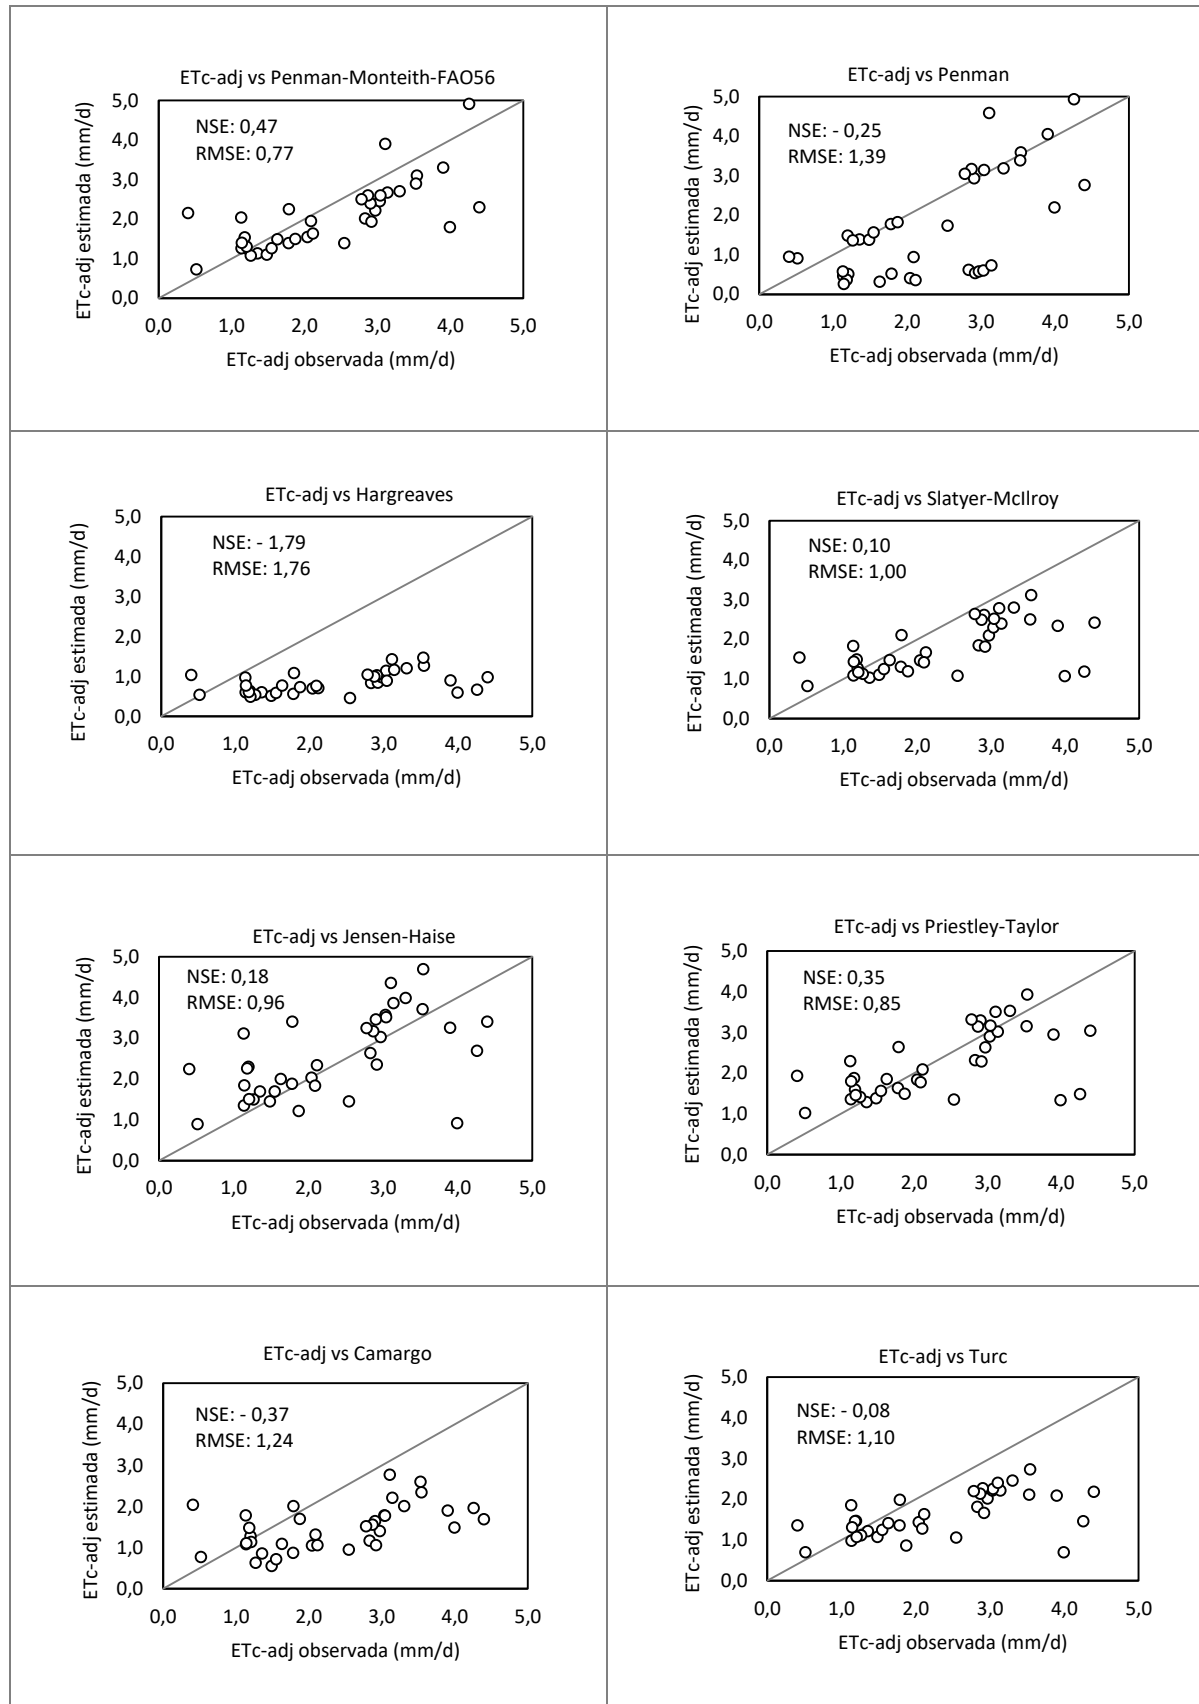 ETc-adj vs Penman-Monteith-FAO56
NSE: 0,47
RMSE: 0,77
5,0
4,0
3,0
2,0
1,0
0,0
0,0 1,0 2,0 3,0 4,0 5,0
ETc-adj estimada (mm/d)
ETc-adj observada (mm/d)
ETc-adj vs Penman
NSE: - 0,25
RMSE: 1,39
5,0
4,0
3,0
2,0
1,0
0,0
0,0 1,0 2,0 3,0 4,0 5,0
ETc-adj estimada (mm/d)
ETc-adj observada (mm/d)
ETc-adj vs Hargreaves
NSE: - 1,79
RMSE: 1,76
5,0
4,0
3,0
2,0
1,0
0,0
0,0 1,0 2,0 3,0 4,0 5,0
ETc-adj estimada (mm/d)
ETc-adj observada (mm/d)
ETc-adj vs Slatyer-McIlroy
NSE: 0,10
RMSE: 1,00
5,0
4,0
3,0
2,0
1,0
0,0
0,0 1,0 2,0 3,0 4,0 5,0
ETc-adj estimada (mm/d)
ETc-adj observada (mm/d)
ETc-adj vs Jensen-Haise
NSE: 0,18
RMSE: 0,96
5,0
4,0
3,0
2,0
1,0
0,0
0,0 1,0 2,0 3,0 4,0 5,0
ETc-adj estimada (mm/d)
ETc-adj observada (mm/d)
ETc-adj vs Priestley-Taylor
NSE: 0,35
RMSE: 0,85
5,0
4,0
3,0
2,0
1,0
0,0
0,0 1,0 2,0 3,0 4,0 5,0
ETc-adj estimada (mm/d)
ETc-adj observada (mm/d)
ETc-adj vs Camargo
NSE: - 0,37
RMSE: 1,24
5,0
4,0
3,0
2,0
1,0
0,0
0,0 1,0 2,0 3,0 4,0 5,0
ETc-adj estimada (mm/d)
ETc-adj observada (mm/d)
ETc-adj vs Turc
NSE: - 0,08
RMSE: 1,10
5,0
4,0
3,0
2,0
1,0
0,0
0,0 1,0 2,0 3,0 4,0 5,0
ETc-adj estimada (mm/d)
ETc-adj observada (mm/d)